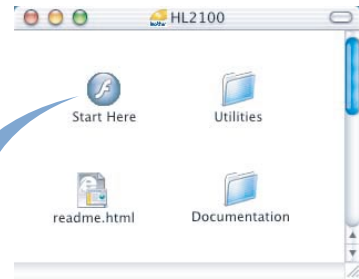 HL2100
Start Here
Utilities
readme.html
Documentation